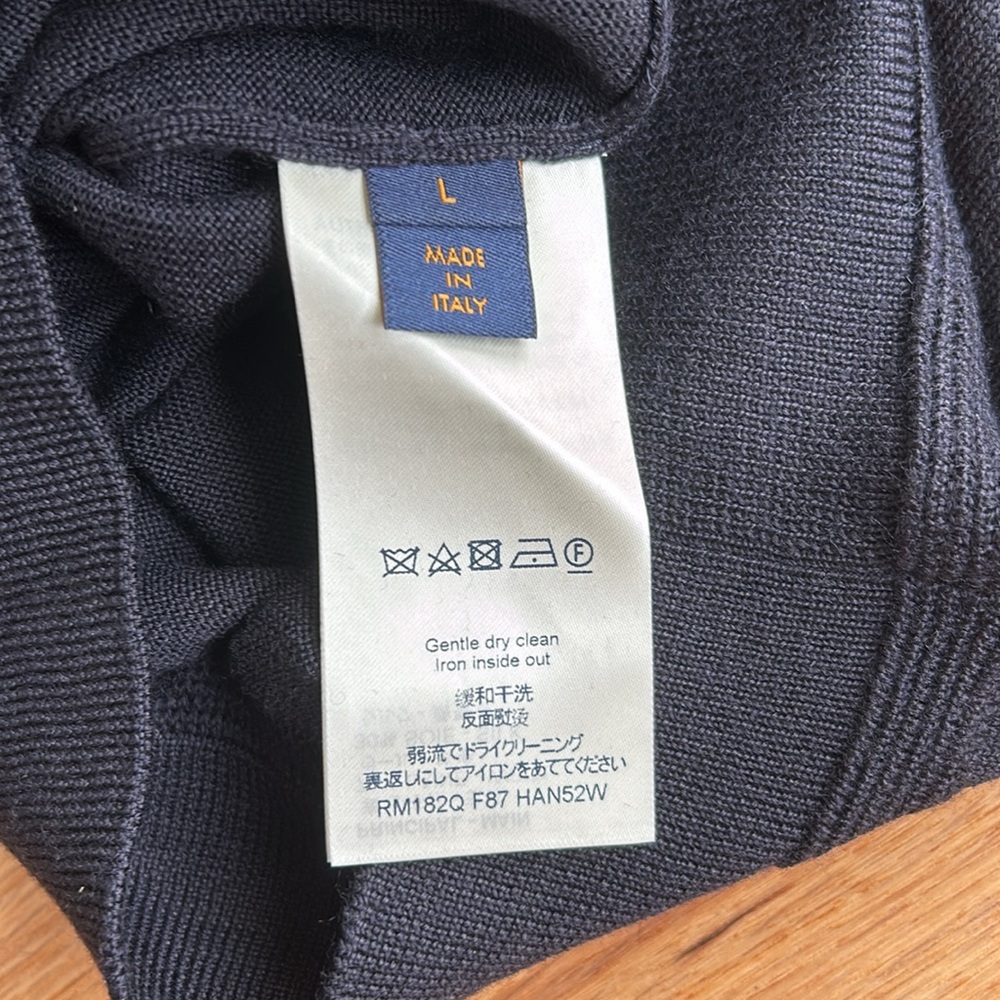 L
MADE
IN
ITALY
F
Gentle dry clean
Iron inside out
缓和干洗
反面熨烫
弱流でドライクリーニング
裏返しにしてアイロンをあててください
RM182Q F87 HAN52W
PRINCIPAL - MAIN